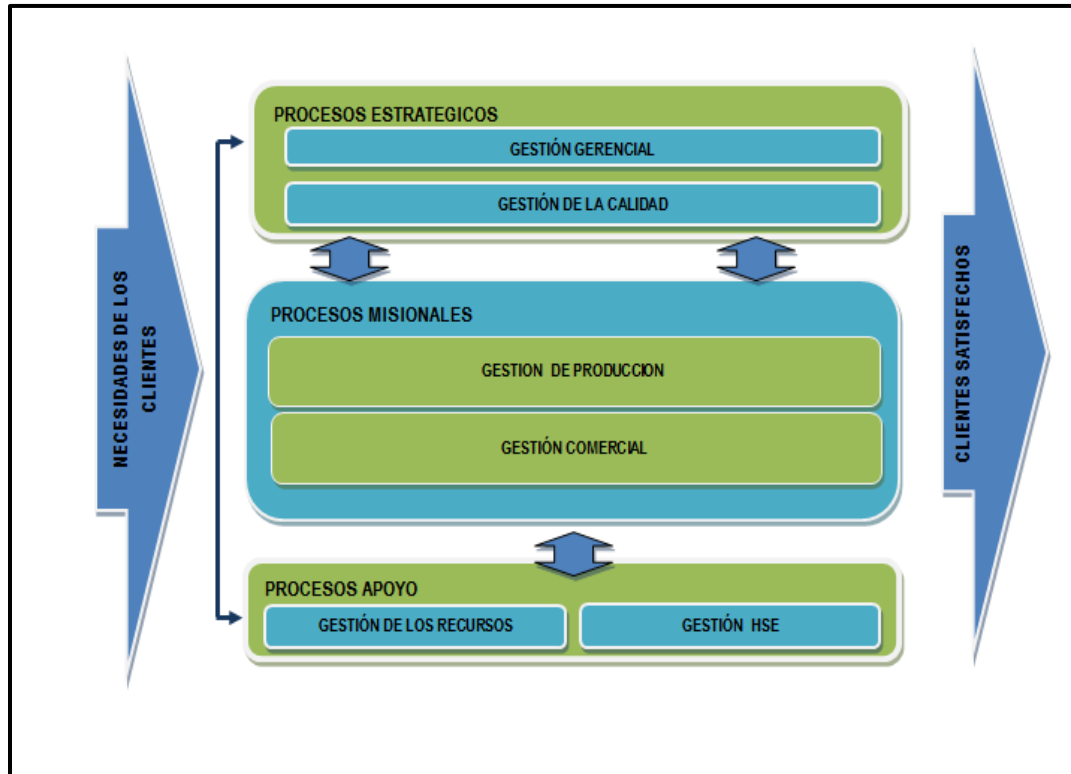 NECESIDADES DE LOS
CLIENTES
PROCESOS ESTRATEGICOS
GESTIÓN GERENCIAL
GESTIÓN DE LA CALIDAD
PROCESOS MISIONALES
GESTION DE PRODUCCION
GESTIÓN COMERCIAL
PROCESOS APOYO
GESTIÓN DE LOS RECURSOS
GESTIÓN HSE
CLIENTES SATISFECHOS